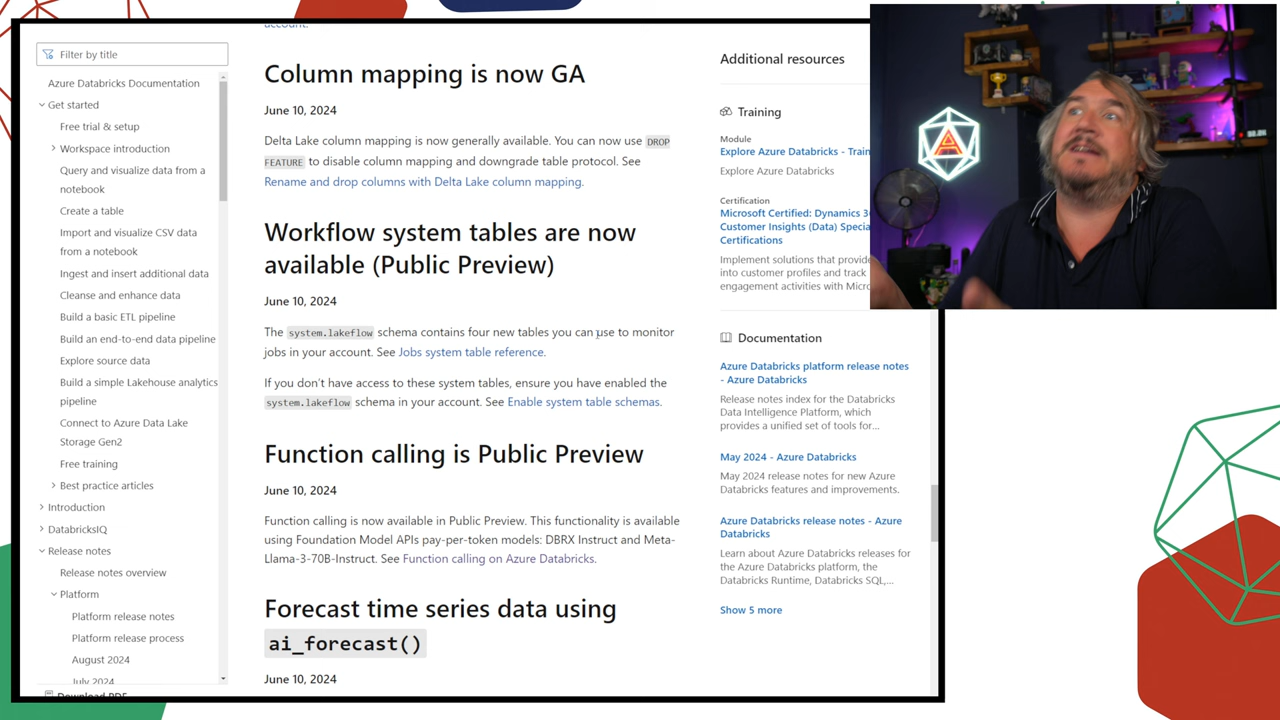 account.
Filter by title
Azure Databricks Documentation
Get started
Free trial & setup
Workspace introduction
Query and visualize data from a
notebook
Create a table
Import and visualize CSV data
from a notebook
Ingest and insert additional data
Cleanse and enhance data
Build a basic ETL pipeline
Build an end-to-end data pipeline
Explore source data
Build a simple Lakehouse analytics
pipeline
Connect to Azure Data Lake
Storage Gen2
Free training
Best practice articles
Introduction
DatabricksIQ
Release notes
Release notes overview
Platform
Platform release notes
Platform release process
August 2024
July 2024
Download PDF
Column mapping is now GA
June 10, 2024
Delta Lake column mapping is now generally available. You can now use DROP
FEATURE to disable column mapping and downgrade table protocol. See
Rename and drop columns with Delta Lake column mapping.
Workflow system tables are now
available (Public Preview)
June 10, 2024
The system.lakeflow schema contains four new tables you can use to monitor
jobs in your account. See Jobs system table reference.
If you don't have access to these system tables, ensure you have enabled the
system.lakeflow schema in your account. See Enable system table schemas.
Function calling is Public Preview
June 10, 2024
Function calling is now available in Public Preview. This functionality is available
using Foundation Model APIs pay-per-token models: DBRX Instruct and Meta-
Llama-3-70B-Instruct. See Function calling on Azure Databricks.
Forecast time series data using
ai_forecast()
June 10, 2024
Additional resources
Training
Module
Explore Azure Databricks - Train
Explore Azure Databricks
Certification
Microsoft Certified: Dynamics 36
Customer Insights (Data) Specia
Certifications
Implement solutions that provide
into customer profiles and track
engagement activities with Micro
Documentation
Azure Databricks platform release notes
- Azure Databricks
Release notes index for the Databricks
Data Intelligence Platform, which
provides a unified set of tools for...
May 2024 - Azure Databricks
May 2024 release notes for new Azure
Databricks features and improvements.
Azure Databricks release notes - Azure
Databricks
Learn about Azure Databricks releases for
the Azure Databricks platform, the
Databricks Runtime, Databricks SQL,...
Show 5 more